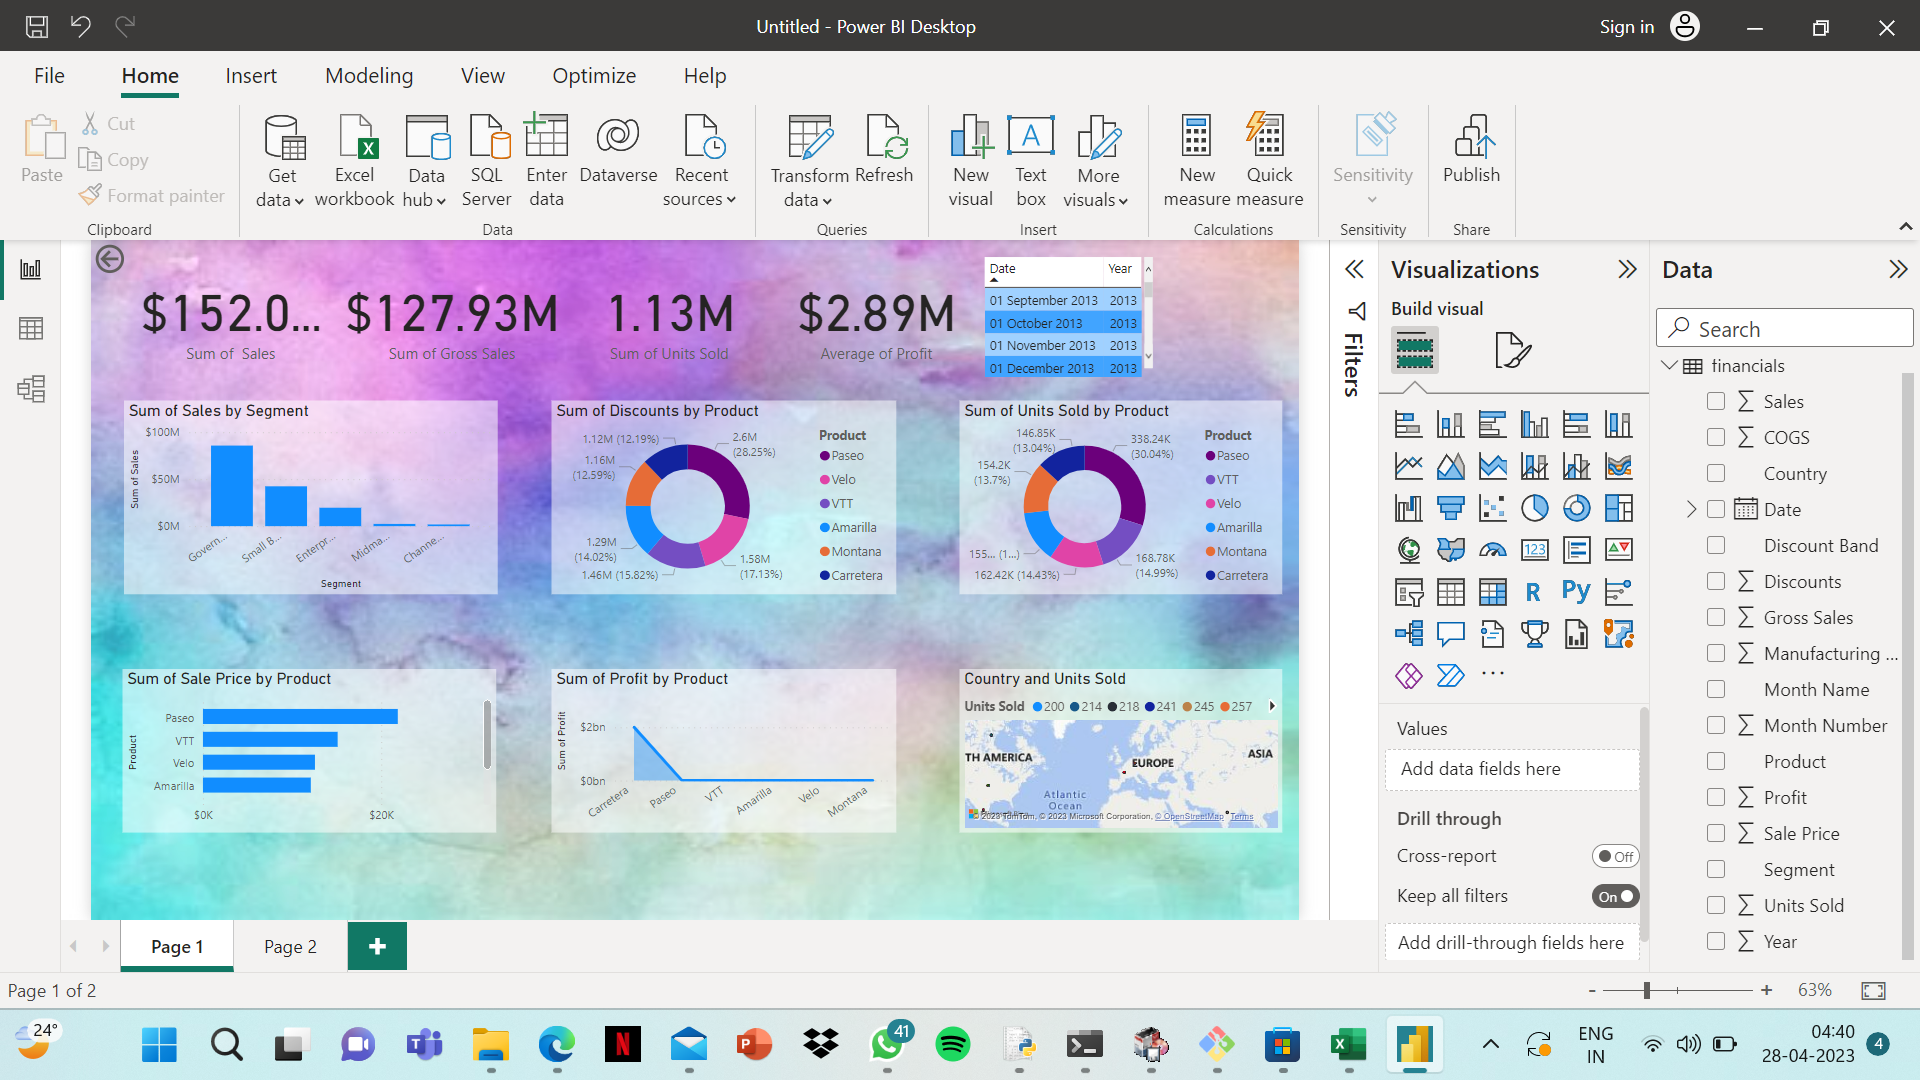 Untitled - Power BI Desktop
Sign in
File Home Insert Modeling View Optimize Help
Paste
Cut
Copy
Format painter
Clipboard
Get data
Excel workbook
Data hub
SQL Server
Enter data
Dataverse
Recent sources
Data
Transform data
Refresh
Queries
New visual
Text box
More visuals
Insert
New measure
Quick measure
Calculations
Sensitivity
Sensitivity
Publish
Share
$152.0...
Sum of Sales
$127.93M
Sum of Gross Sales
1.13M
Sum of Units Sold
$2.89M
Average of Profit
Date Year
01 September 2013 2013
01 October 2013 2013
01 November 2013 2013
01 December 2013 2013
Sum of Sales by Segment
Sum of Sales
$100M
$50M
$0M
Govern...
Small B...
Enterpr...
Midma...
Channe...
Segment
Sum of Discounts by Product
1.12M (12.19%)
2.6M
(28.25%)
1.16M
(12.59%)
1.29M
(14.02%)
1.46M (15.82%)
1.58M
(17.13%)
Product
Paseo
Velo
VTT
Amarilla
Montana
Carretera
Sum of Units Sold by Product
146.85K
(13.04%)
338.24K
(30.04%)
154.2K
(13.7%)
155... (1...)
162.42K (14.43%)
168.78K
(14.99%)
Product
Paseo
VTT
Velo
Amarilla
Montana
Carretera
Sum of Sale Price by Product
Product
Paseo
VTT
Velo
Amarilla
$0K
$20K
Sum of Profit by Product
Sum of Profit
$2bn
$0bn
Carretera
Paseo
VTT
Amarilla
Velo
Montana
Country and Units Sold
Units Sold 200 214 218 241 245 257
TH AMERICA
EUROPE
ASIA
Atlantic
Ocean
© 2023 TomTom, © 2023 Microsoft Corporation, © OpenStreetMap Terms
Filters
Visualizations
Build visual
123
R
Py
Values
Add data fields here
Drill through
Cross-report
Off
Keep all filters
On
Add drill-through fields here
Data
Search
financials
Sales
COGS
Country
Date
Discount Band
Discounts
Gross Sales
Manufacturing ...
Month Name
Month Number
Product
Profit
Sale Price
Segment
Units Sold
Year
Page 1
Page 2
Page 1 of 2
63%
24°
41
ENG
IN
04:40
28-04-2023
4